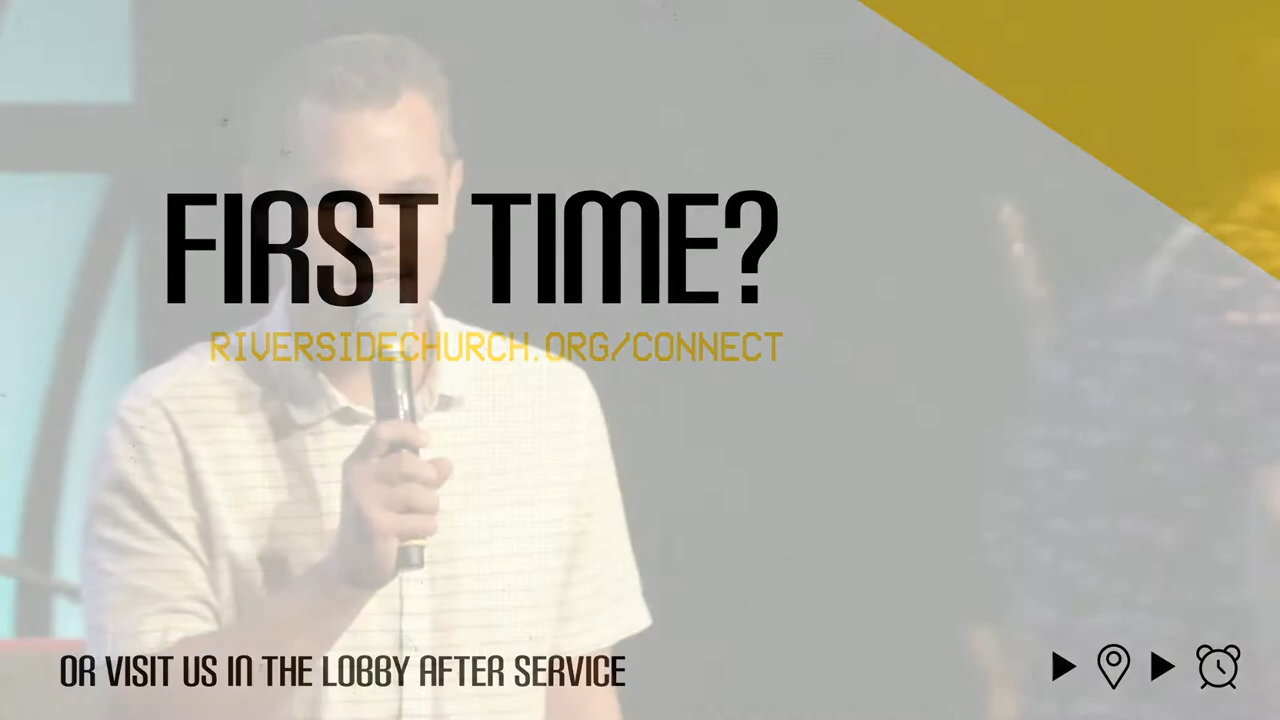 FIRST TIME?
RIVERSIDECHURCH.ORG/CONNECT
OR VISIT US IN THE LOBBY AFTER SERVICE